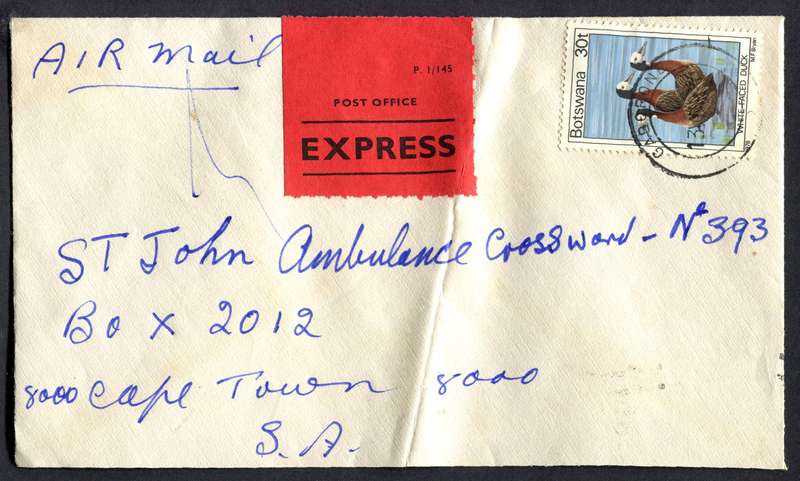 AIR mail
P. 1/145
POST OFFICE
EXPRESS
Botswana 30t
WHITE FACED DUCK
ST John Ambulance Crossword - No 393
Box 2012
8000 Cape Town 8000
S.A.